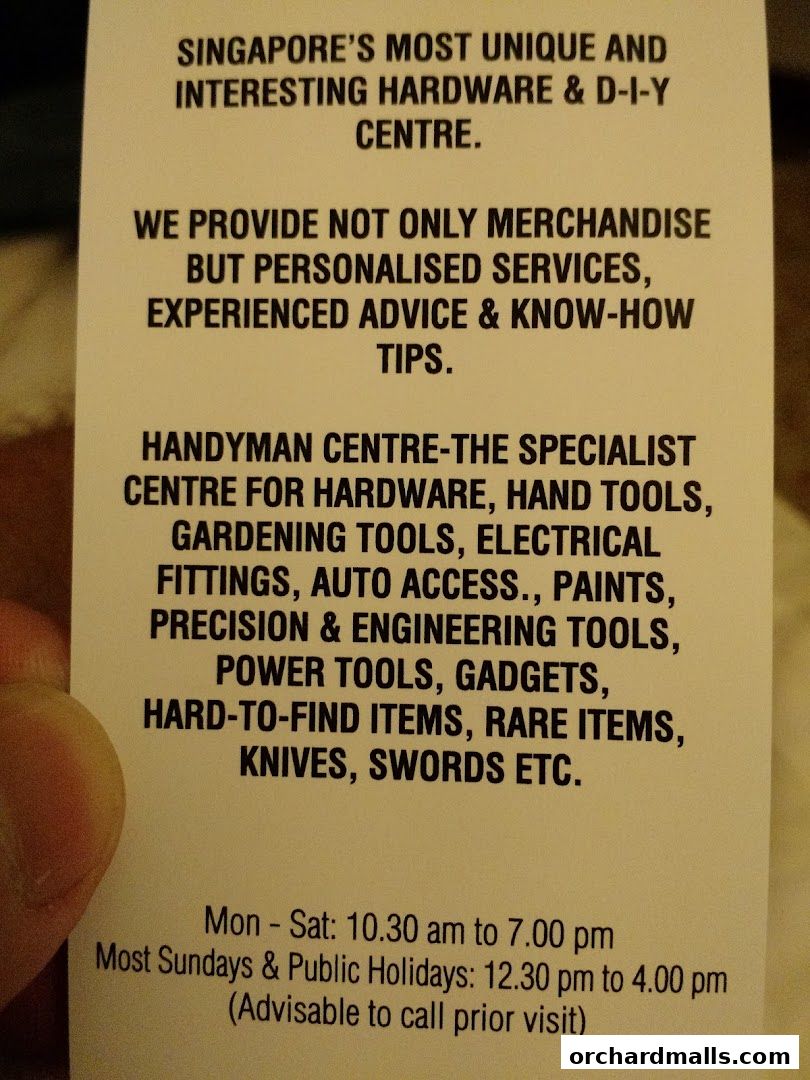 SINGAPORE'S MOST UNIQUE AND
INTERESTING HARDWARE & D-I-Y
CENTRE.
WE PROVIDE NOT ONLY MERCHANDISE
BUT PERSONALISED SERVICES,
EXPERIENCED ADVICE & KNOW-HOW
TIPS.
HANDYMAN CENTRE-THE SPECIALIST
CENTRE FOR HARDWARE, HAND TOOLS,
GARDENING TOOLS, ELECTRICAL
FITTINGS, AUTO ACCESS., PAINTS,
PRECISION & ENGINEERING TOOLS,
POWER TOOLS, GADGETS,
HARD-TO-FIND ITEMS, RARE ITEMS,
KNIVES, SWORDS ETC.
Mon - Sat: 10.30 am to 7.00 pm
Most Sundays & Public Holidays: 12.30 pm to 4.00 pm
(Advisable to call prior visit)
orchardmalls.com